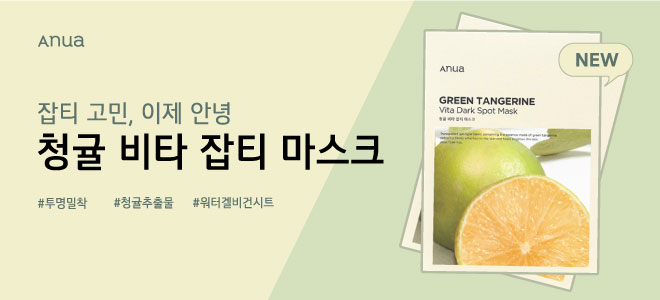 Anua
잡티 고민, 이제 안녕
청귤 비타 잡티 마스크
#투명밀착 #청귤추출물 #워터겔비건시트
NEW
Anua
GREEN TANGERINE
Vita Dark Spot Mask
청귤 비타 잡티 마스크